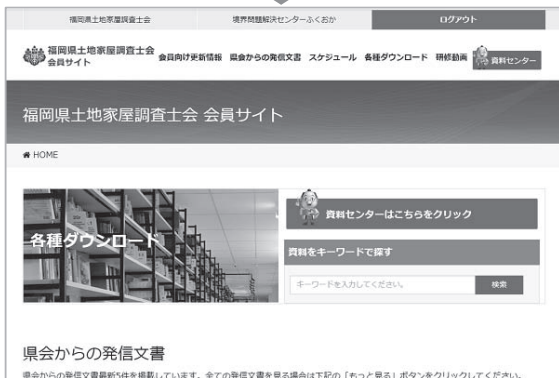 福岡県土地家屋調査士会
境界問題解決センターふくおか
ログアウト
福岡県土地家屋調査士会
会員サイト
会員向け更新情報
県会からの発信文書
スケジュール
各種ダウンロード
研修動画
資料センター
福岡県土地家屋調査士会 会員サイト
HOME
各種ダウンロード
資料センターはこちらをクリック
資料をキーワードで探す
キーワードを入力してください。
検索
県会からの発信文書
県会からの発信文書最新5件を掲載しています。全ての発信文書を見る場合は下記の「もっと見る」ボタンをクリックしてください。